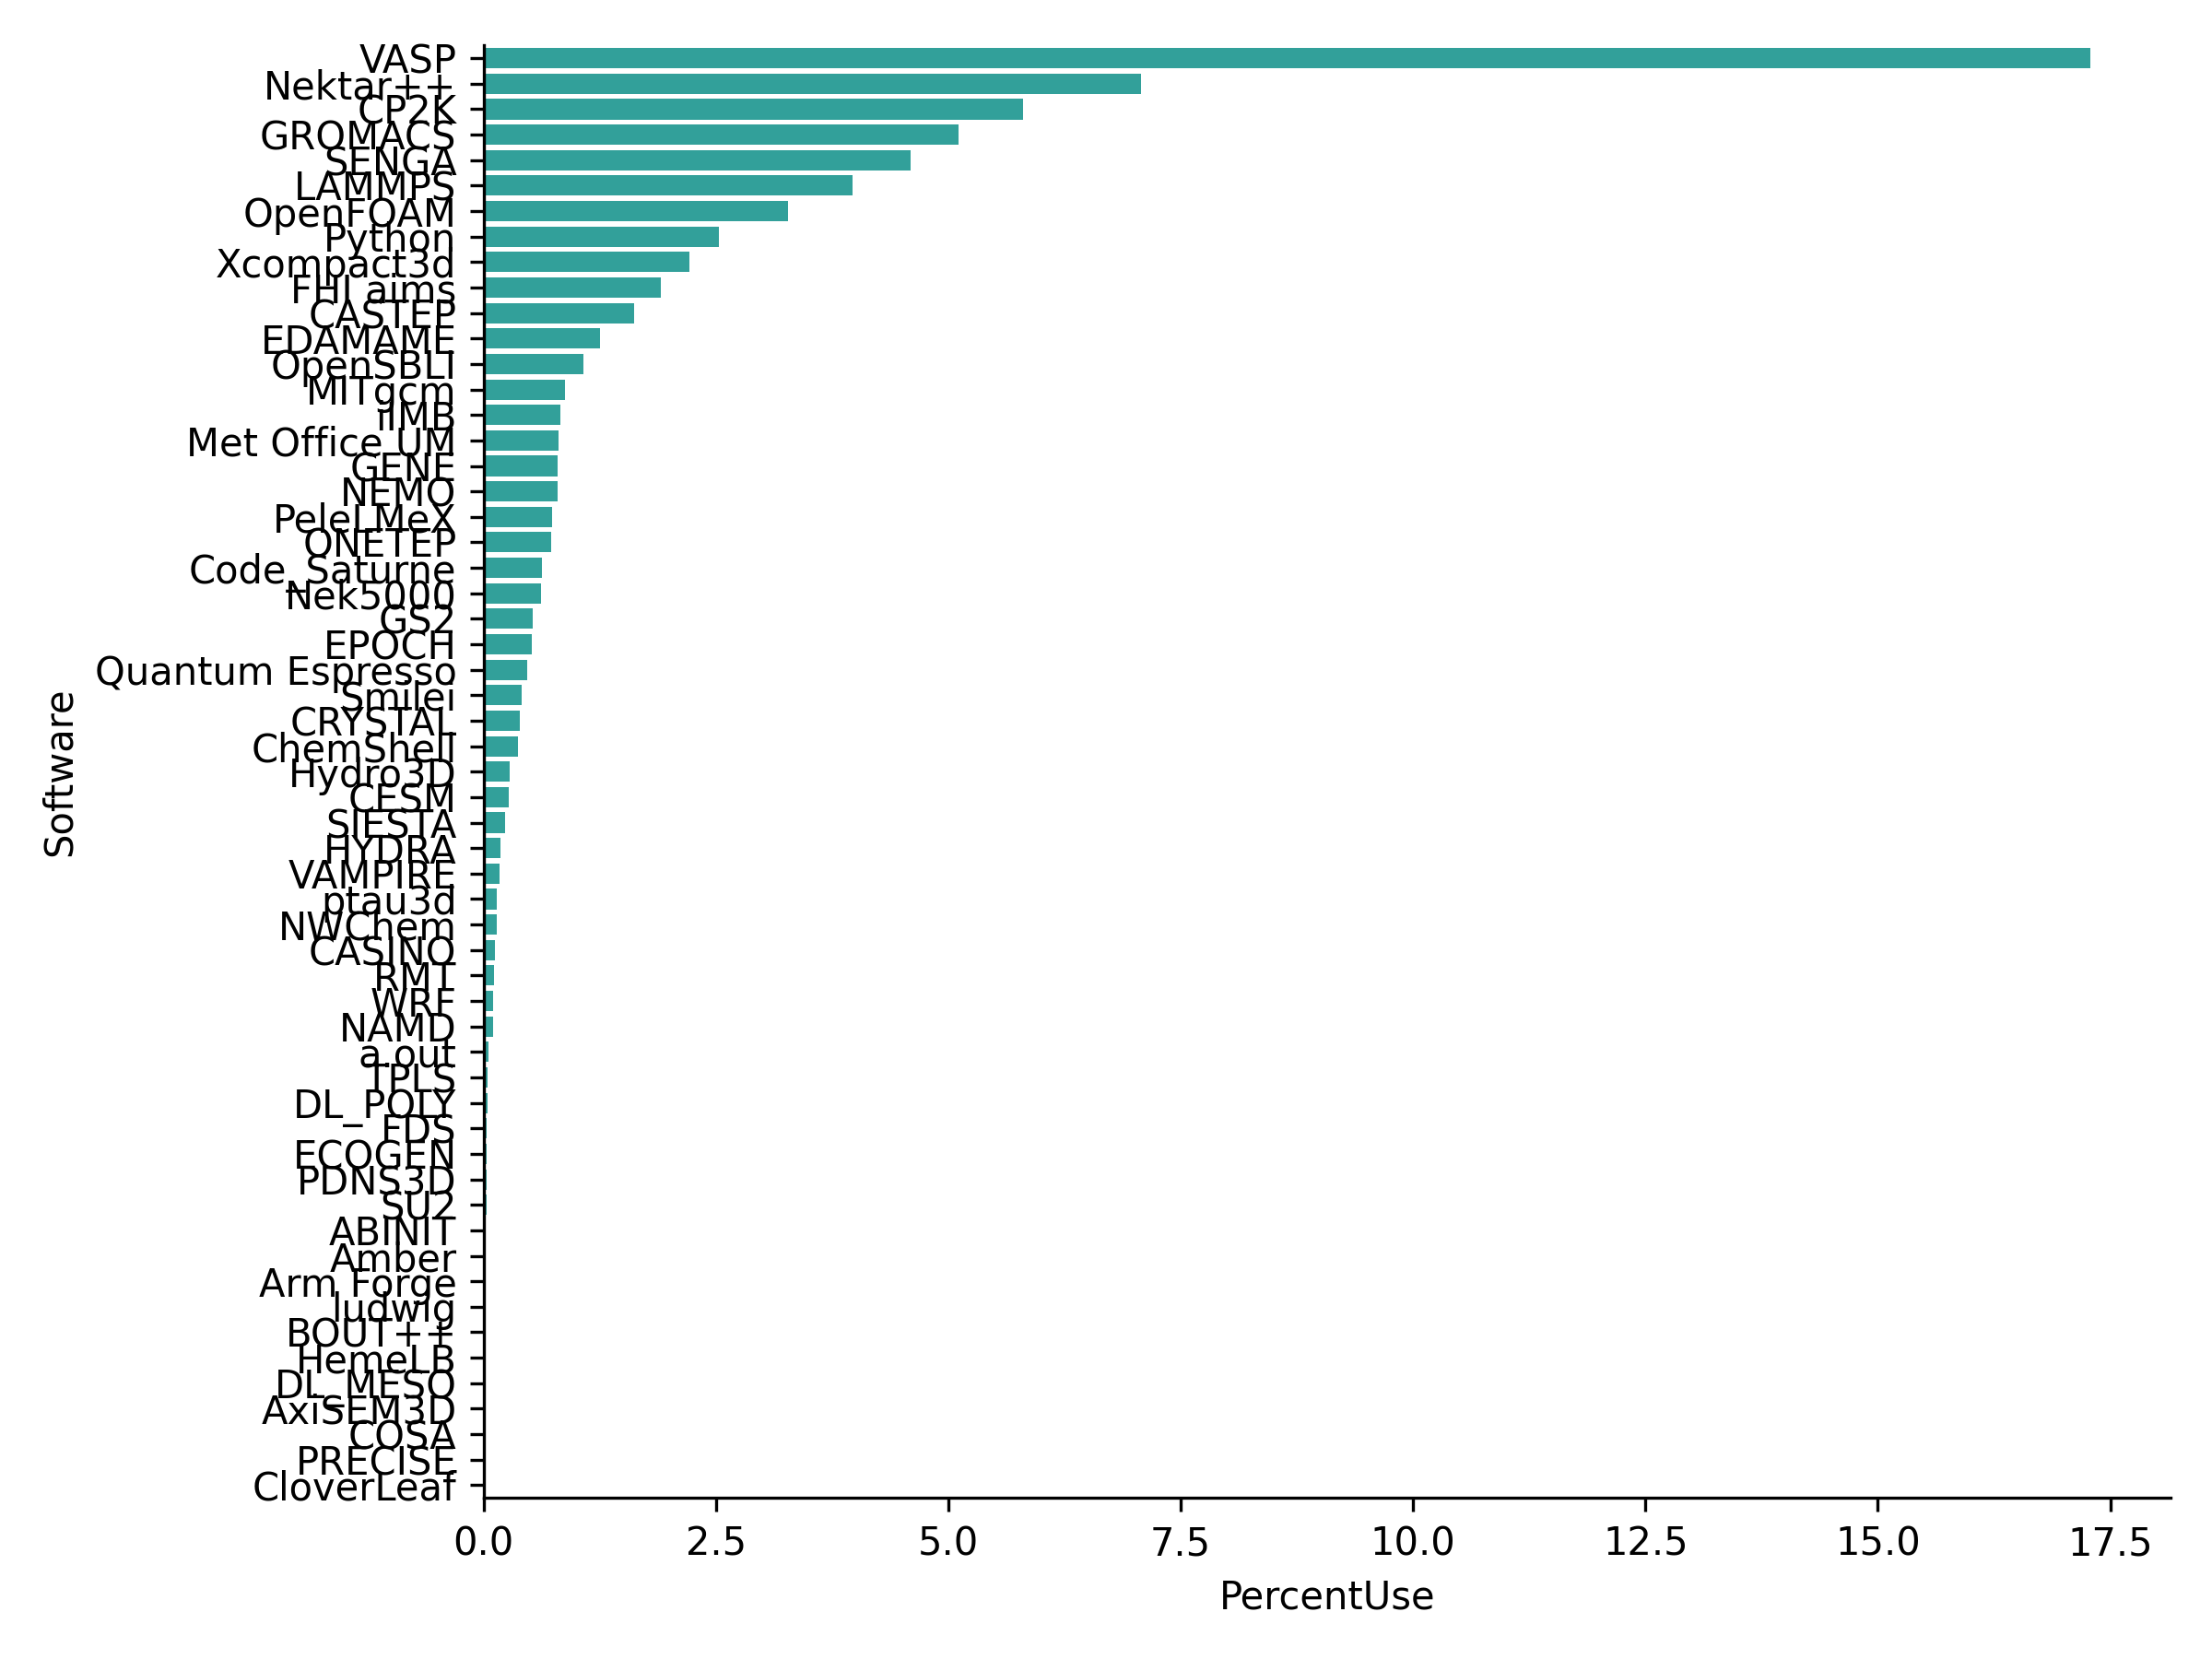 VASP
Nektar++
CP2K
GROMACS
SENGA
LAMMPS
OpenFOAM
Python
Xcompact3d
FHI aims
CASTEP
EDAMAME
OpenSBLI
MITgcm
iIMB
Met Office UM
GENE
NEMO
PeleLMeX
ONETEP
Code_Saturne
Nek5000
GS2
EPOCH
Quantum Espresso
Smilei
CRYSTAL
ChemShell
Hydro3D
CESM
SIESTA
HYDRA
VAMPIRE
ptau3d
NWChem
CASINO
RMT
WRF
NAMD
a.out
TPLS
DL_POLY
FDS
ECOGEN
PDNS3D
SU2
ABINIT
Amber
Arm Forge
ludwig
BOUT++
HemeLB
DL_MESO
AxiSEM3D
COSA
PRECISE
CloverLeaf
Software
0.0 2.5 5.0 7.5 10.0 12.5 15.0 17.5
PercentUse